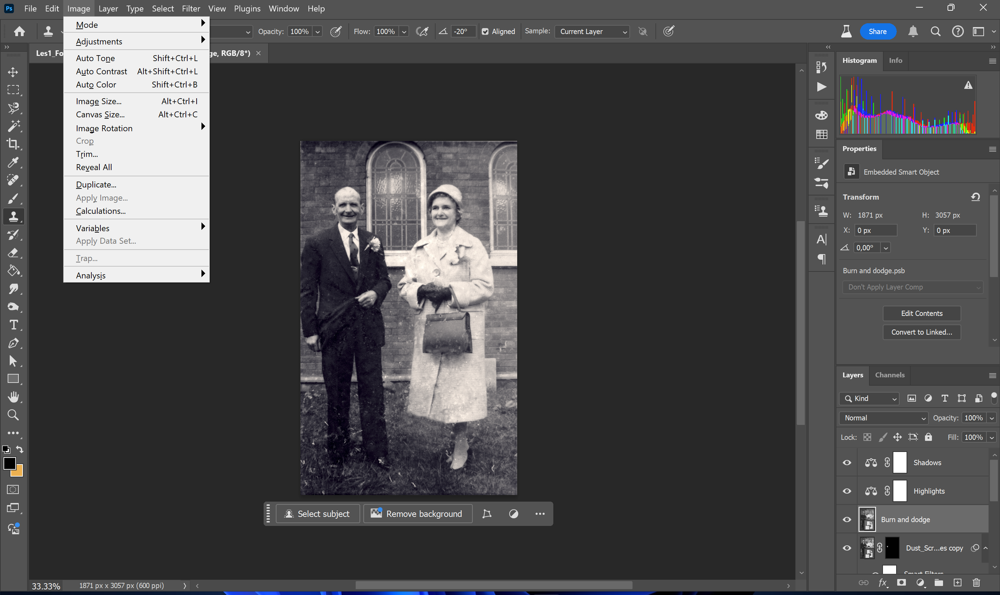 Ps File Edit Image Layer Type Select Filter View Plugins Window Help
Opacity: 100% Flow: 100% -20° Aligned Sample: Current Layer Share
Les1_Fo ge, RGB/8*)
Mode
Adjustments
Auto Tone Shift+Ctrl+L
Auto Contrast Alt+Shift+Ctrl+L
Auto Color Shift+Ctrl+B
Image Size... Alt+Ctrl+I
Canvas Size... Alt+Ctrl+C
Image Rotation
Crop
Trim...
Reveal All
Duplicate...
Apply Image...
Calculations...
Variables
Apply Data Set...
Trap...
Analysis
Select subject Remove background
33.33% 1871 px x 3057 px (600 ppi)
Histogram Info
Properties
Embedded Smart Object
Transform
W: 1871 px H: 3057 px
X: 0 px Y: 0 px
0,00°
Burn and dodge.psb
Don't Apply Layer Comp
Edit Contents
Convert to Linked...
Layers Channels
Kind
Normal Opacity: 100%
Lock: Fill: 100%
Shadows
Highlights
Burn and dodge
Dust_Scr...es copy
Smart Filters
fx